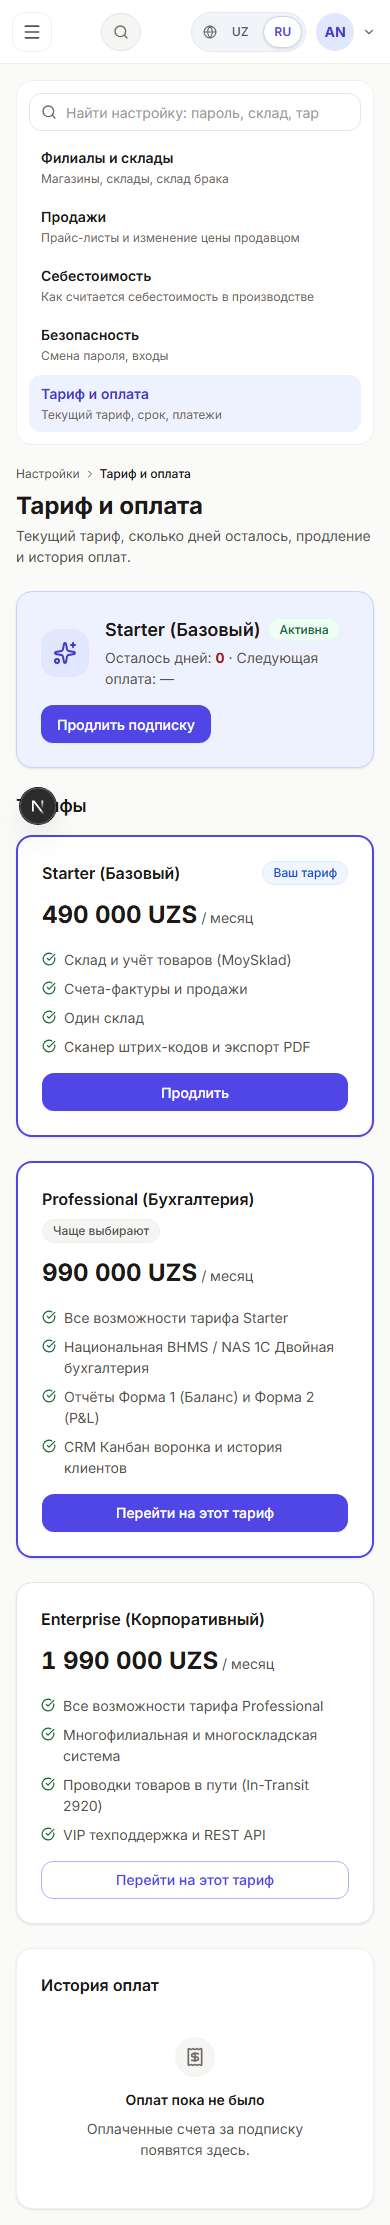 UZ RU AN
Найти настройку: пароль, склад, тар
Филиалы и склады
Магазины, склады, склад брака
Продажи
Прайс-листы и изменение цены продавцом
Себестоимость
Как считается себестоимость в производстве
Безопасность
Смена пароля, входы
Тариф и оплата
Текущий тариф, срок, платежи
Настройки > Тариф и оплата
Тариф и оплата
Текущий тариф, сколько дней осталось, продление
и история оплат.
Starter (Базовый) Активна
Осталось дней: 0 · Следующая
оплата: —
Продлить подписку
N фы
Starter (Базовый) Ваш тариф
490 000 UZS / месяц
Склад и учёт товаров (MoySklad)
Счета-фактуры и продажи
Один склад
Сканер штрих-кодов и экспорт PDF
Продлить
Professional (Бухгалтерия)
Чаще выбирают
990 000 UZS / месяц
Все возможности тарифа Starter
Национальная BHMS / NAS 1С Двойная
бухгалтерия
Отчёты Форма 1 (Баланс) и Форма 2
(P&L)
CRM Канбан воронка и история
клиентов
Перейти на этот тариф
Enterprise (Корпоративный)
1 990 000 UZS / месяц
Все возможности тарифа Professional
Многофилиальная и многоскладская
система
Проводки товаров в пути (In-Transit
2920)
VIP техподдержка и REST API
Перейти на этот тариф
История оплат
Оплат пока не было
Оплаченные счета за подписку
появятся здесь.